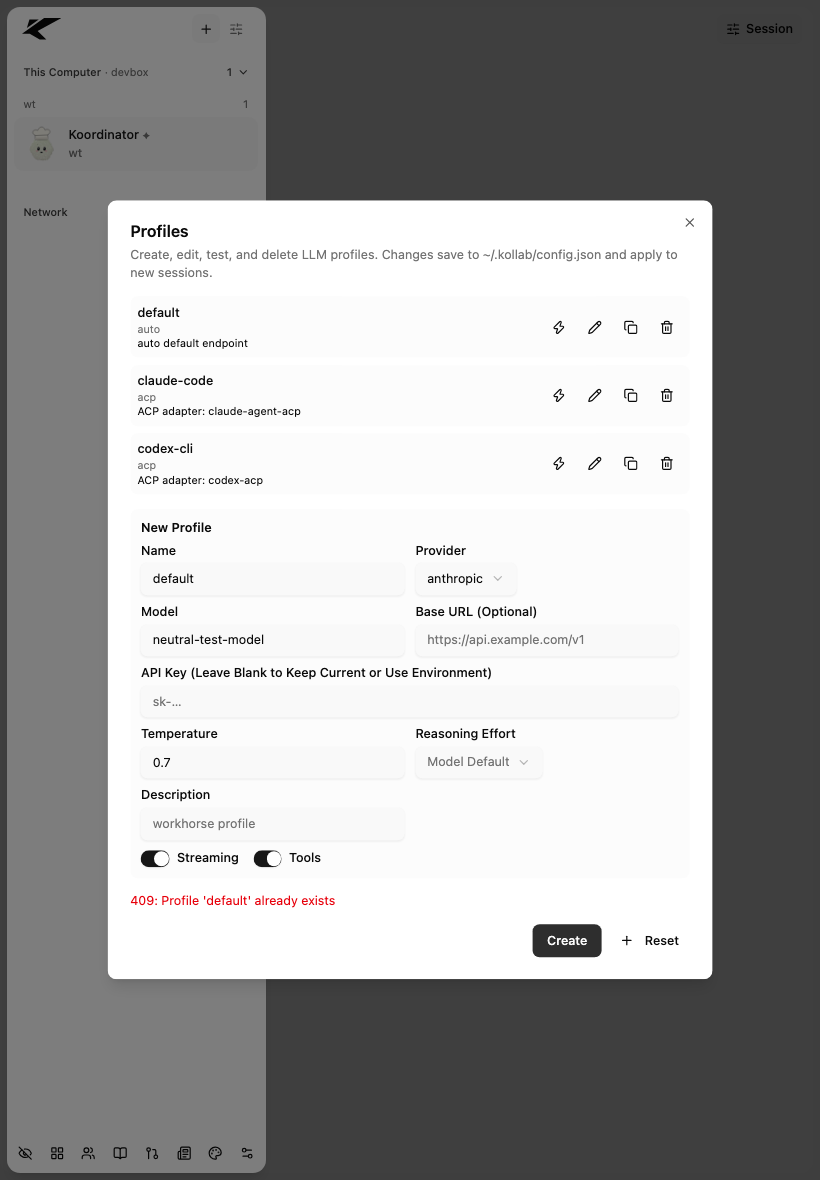 Session
This Computer · devbox 1
wt 1
Koordinator
wt
Network
Profiles
Create, edit, test, and delete LLM profiles. Changes save to ~/.kollab/config.json and apply to
new sessions.
default
auto
auto default endpoint
claude-code
acp
ACP adapter: claude-agent-acp
codex-cli
acp
ACP adapter: codex-acp
New Profile
Name Provider
default anthropic
Model Base URL (Optional)
neutral-test-model https://api.example.com/v1
API Key (Leave Blank to Keep Current or Use Environment)
sk-...
Temperature Reasoning Effort
0.7 Model Default
Description
workhorse profile
Streaming Tools
409: Profile 'default' already exists
Create Reset